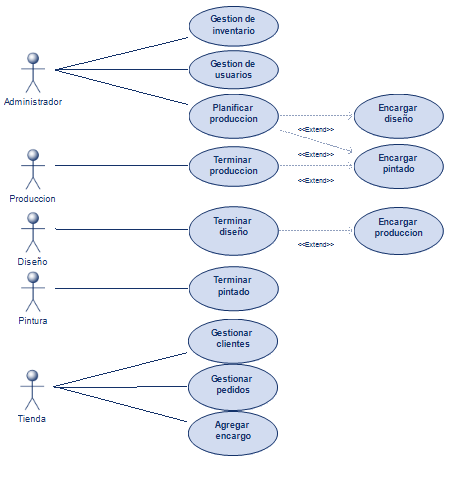 Gestion de
inventario
Gestion de
usuarios
Administrador
Planificar
produccion
<<Extend>>
Encargar
diseño
<<Extend>>
Terminar
produccion
<<Extend>>
Encargar
pintado
Produccion
Terminar
diseño
<<Extend>>
Encargar
produccion
Diseño
Terminar
pintado
Pintura
Gestionar
clientes
Gestionar
pedidos
Tienda
Agregar
encargo